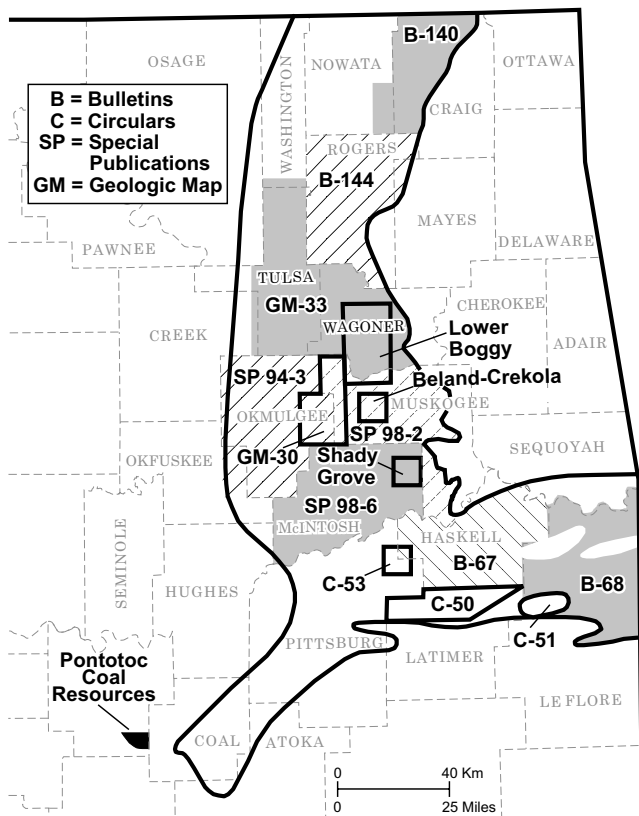 B-140
OSAGE
NOWATA
OTTAWA
WASHINGTON
CRAIG
B = Bulletins
C = Circulars
SP = Special
Publications
GM = Geologic Map
ROGERS
B-144
MAYES
PAWNEE
DELAWARE
TULSA
GM-33
CHEROKEE
WAGONER
CREEK
Lower
Boggy
ADAIR
SP 94-3
Beland-Crekola
MUSKOGEE
OKMULGEE
SP 98-2
GM-30
Shady
Grove
SEQUOYAH
OKFUSKEE
SP 98-6
McINTOSH
HASKELL
B-67
SEMINOLE
HUGHES
C-53
B-68
C-50
C-51
PITTSBURG
LATIMER
Pontotoc
Coal
Resources
LE FLORE
COAL
ATOKA
0 40 Km
0 25 Miles